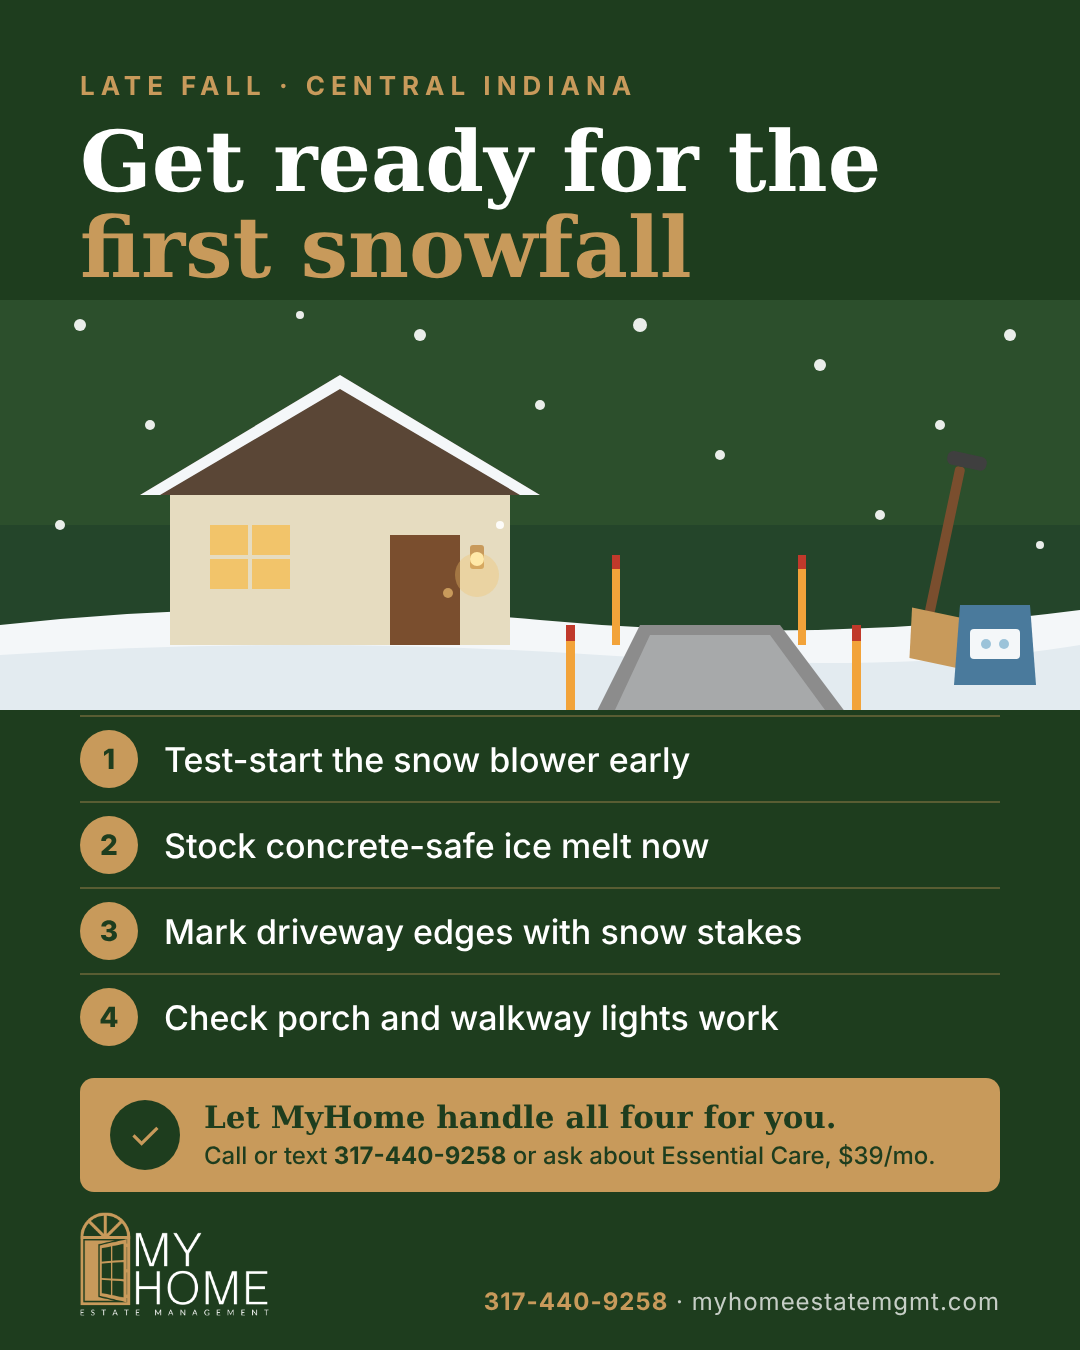 LATE FALL · CENTRAL INDIANA
Get ready for the
first snowfall
1 Test-start the snow blower early
2 Stock concrete-safe ice melt now
3 Mark driveway edges with snow stakes
4 Check porch and walkway lights work
Let MyHome handle all four for you.
Call or text 317-440-9258 or ask about Essential Care, $39/mo.
MY
HOME
ESTATE MANAGEMENT
317-440-9258 · myhomeestatemgmt.com